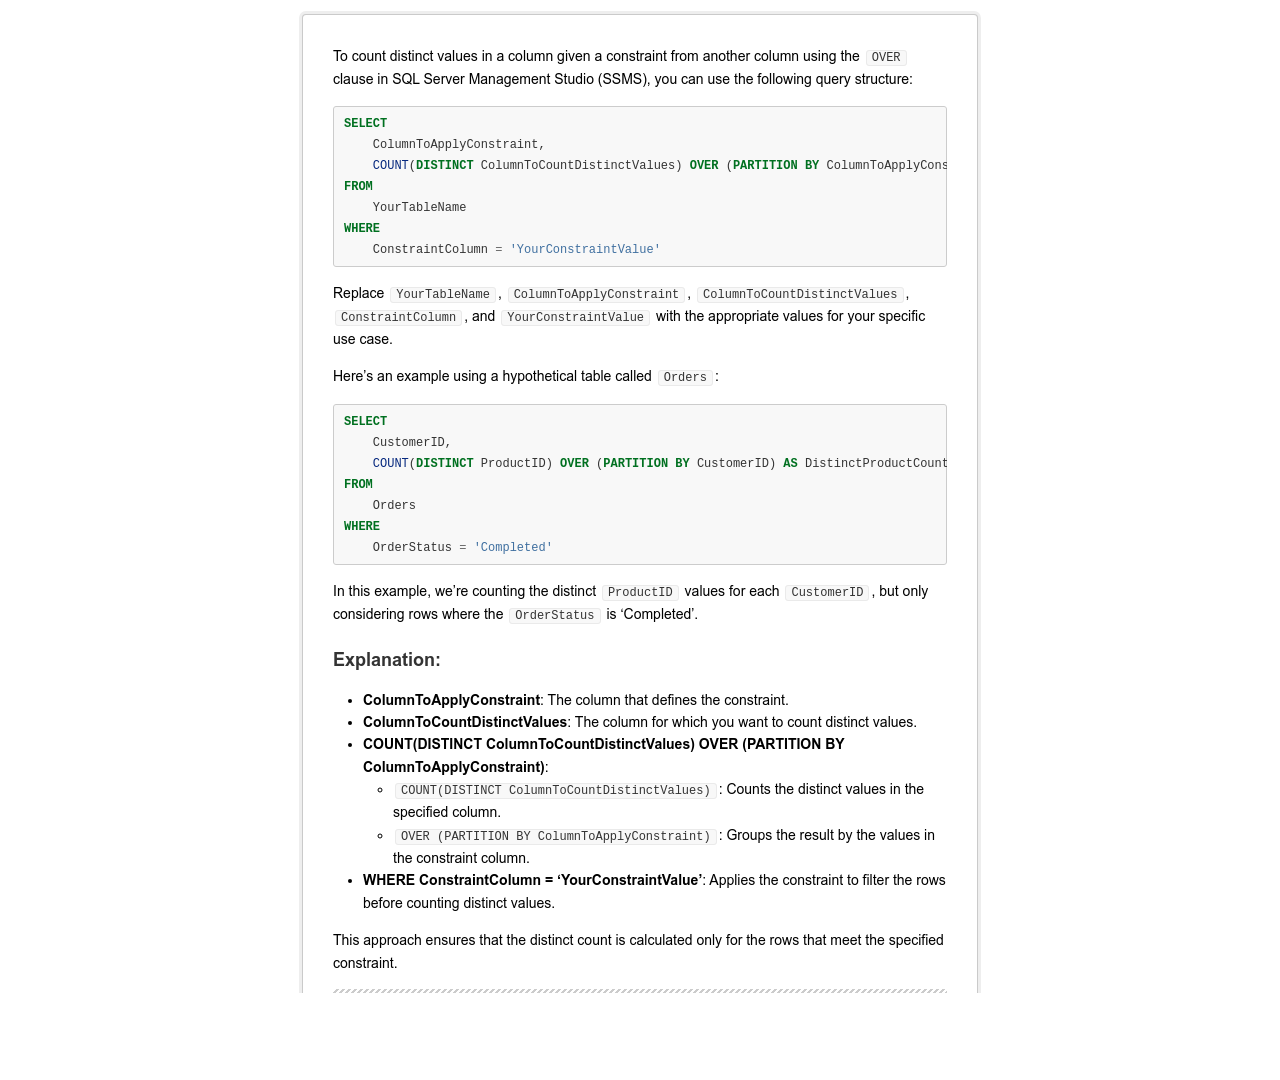 To count distinct values in a column given a constraint from another column using the OVER
clause in SQL Server Management Studio (SSMS), you can use the following query structure:
SELECT
    ColumnToApplyConstraint,
    COUNT(DISTINCT ColumnToCountDistinctValues) OVER (PARTITION BY ColumnToApplyCons
FROM
    YourTableName
WHERE
    ConstraintColumn = 'YourConstraintValue'
Replace YourTableName, ColumnToApplyConstraint, ColumnToCountDistinctValues,
ConstraintColumn, and YourConstraintValue with the appropriate values for your specific
use case.
Here’s an example using a hypothetical table called Orders:
SELECT
    CustomerID,
    COUNT(DISTINCT ProductID) OVER (PARTITION BY CustomerID) AS DistinctProductCount
FROM
    Orders
WHERE
    OrderStatus = 'Completed'
In this example, we’re counting the distinct ProductID values for each CustomerID, but only
considering rows where the OrderStatus is ‘Completed’.
Explanation:
• ColumnToApplyConstraint: The column that defines the constraint.
• ColumnToCountDistinctValues: The column for which you want to count distinct values.
• COUNT(DISTINCT ColumnToCountDistinctValues) OVER (PARTITION BY
ColumnToApplyConstraint):
◦ COUNT(DISTINCT ColumnToCountDistinctValues): Counts the distinct values in the
specified column.
◦ OVER (PARTITION BY ColumnToApplyConstraint): Groups the result by the values in
the constraint column.
• WHERE ConstraintColumn = ‘YourConstraintValue’: Applies the constraint to filter the rows
before counting distinct values.
This approach ensures that the distinct count is calculated only for the rows that meet the specified
constraint.